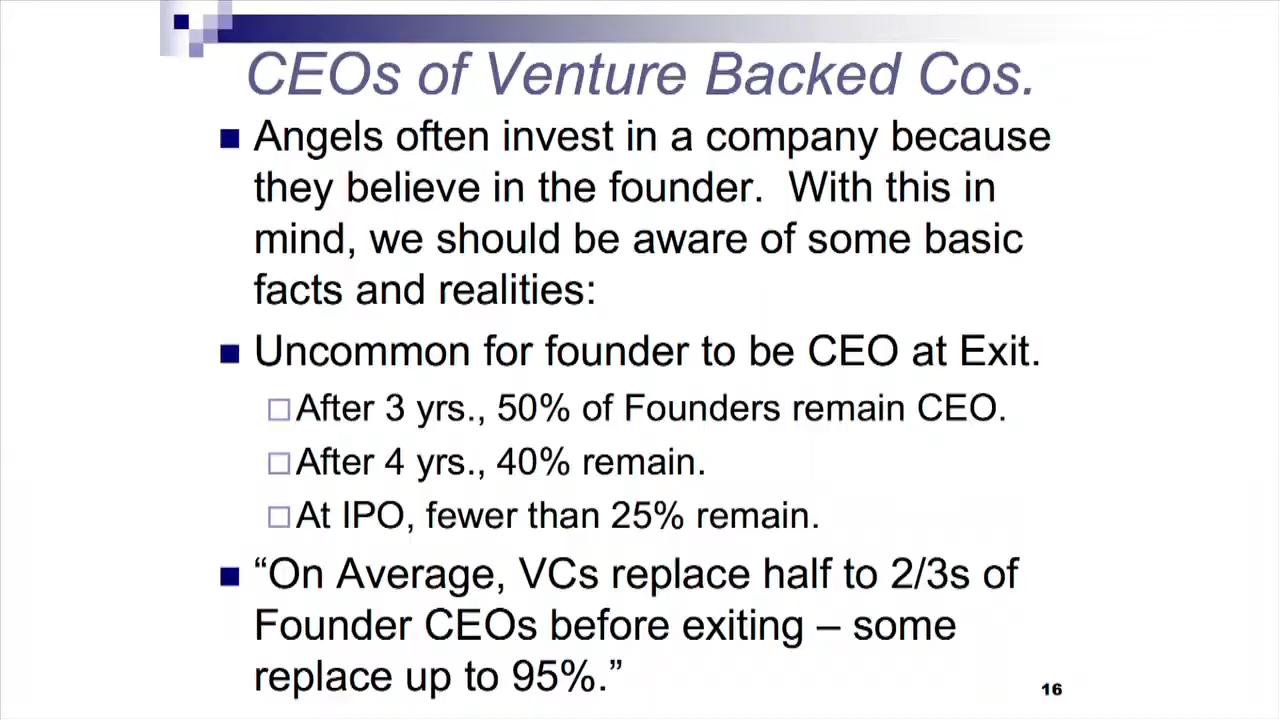 CEOs of Venture Backed Cos.
Angels often invest in a company because
they believe in the founder.  With this in
mind, we should be aware of some basic
facts and realities:
Uncommon for founder to be CEO at Exit.
After 3 yrs., 50% of Founders remain CEO.
After 4 yrs., 40% remain.
At IPO, fewer than 25% remain.
“On Average, VCs replace half to 2/3s of
Founder CEOs before exiting – some
replace up to 95%.”
16